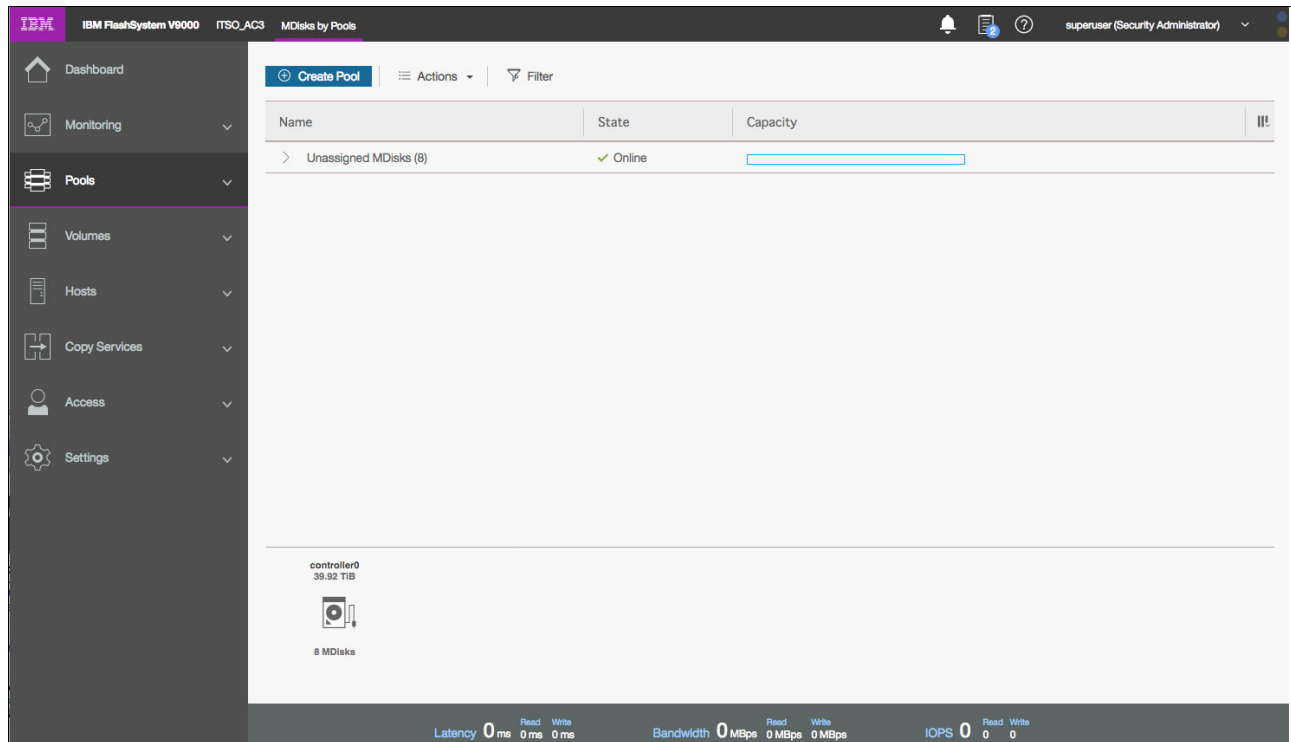 IBM IBM FlashSystem V9000 ITSO_AC3 MDisks by Pools 2 ? superuser (Security Administrator)
Dashboard
Create Pool Actions Filter
Monitoring
Name State Capacity
Unassigned MDisks (8) Online
Pools
Volumes
Hosts
Copy Services
Access
Settings
controller0
39.92 TiB
8 MDisks
Latency 0 ms Read 0 ms Write 0 ms Bandwidth 0 MBps Read 0 MBps Write 0 MBps IOPS 0 Read 0 Write 0